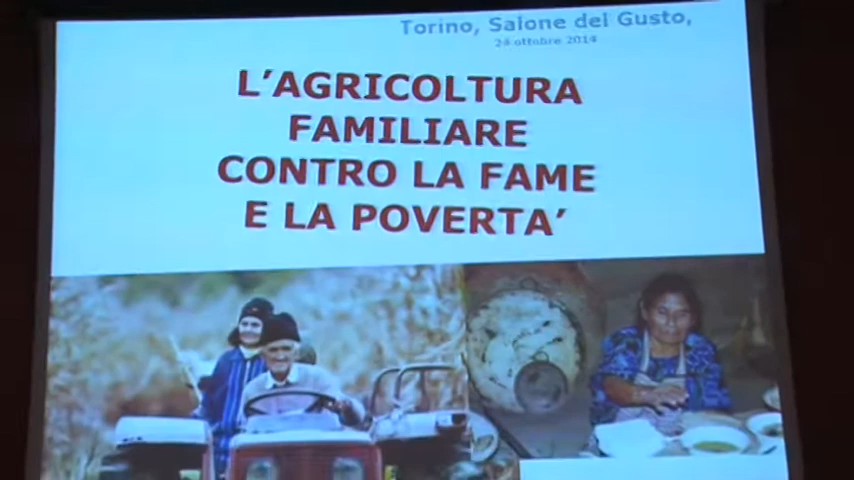 Torino, Salone del Gusto,
24 ottobre 2014
L'AGRICOLTURA
FAMILIARE
CONTRO LA FAME
E LA POVERTA'